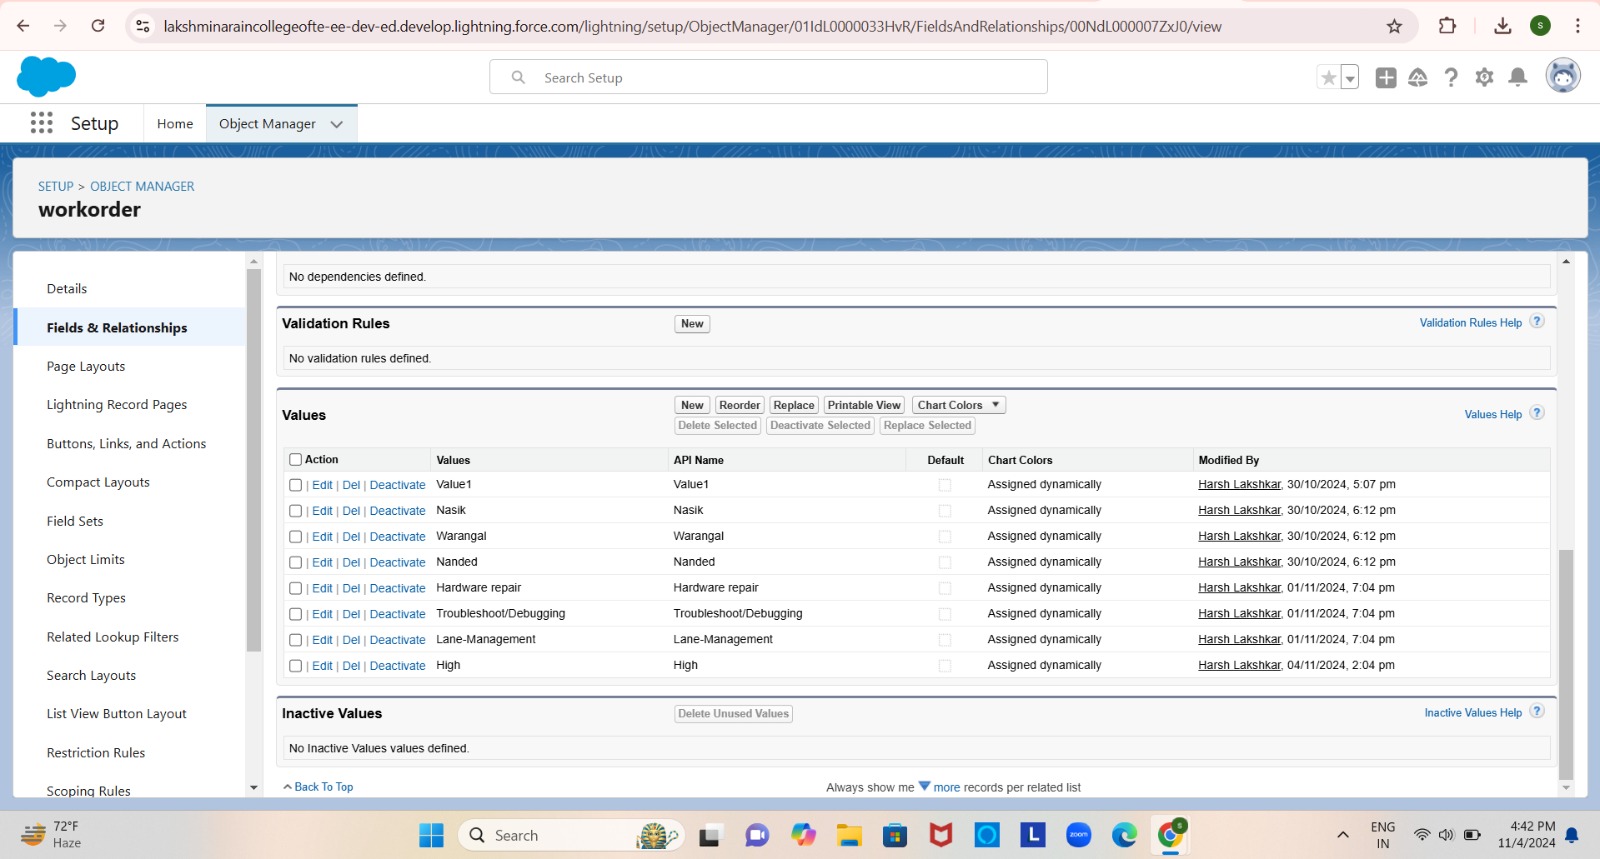 lakshminaraincollegeofte-ee-dev-ed.develop.lightning.force.com/lightning/setup/ObjectManager/01IdL0000033HvR/FieldsAndRelationships/00NdL000007ZxJ0/view
S
Search Setup
Setup
Home
Object Manager
SETUP > OBJECT MANAGER
workorder
Details
Fields & Relationships
Page Layouts
Lightning Record Pages
Buttons, Links, and Actions
Compact Layouts
Field Sets
Object Limits
Record Types
Related Lookup Filters
Search Layouts
List View Button Layout
Restriction Rules
Scoping Rules
No dependencies defined.
Validation Rules New Validation Rules Help ?
No validation rules defined.
Values New Reorder Replace Printable View Chart Colors Values Help ?
Delete Selected Deactivate Selected Replace Selected
Action Values API Name Default Chart Colors Modified By
| Edit | Del | Deactivate Value1 Value1 Assigned dynamically Harsh Lakshkar, 30/10/2024, 5:07 pm
| Edit | Del | Deactivate Nasik Nasik Assigned dynamically Harsh Lakshkar, 30/10/2024, 6:12 pm
| Edit | Del | Deactivate Warangal Warangal Assigned dynamically Harsh Lakshkar, 30/10/2024, 6:12 pm
| Edit | Del | Deactivate Nanded Nanded Assigned dynamically Harsh Lakshkar, 30/10/2024, 6:12 pm
| Edit | Del | Deactivate Hardware repair Hardware repair Assigned dynamically Harsh Lakshkar, 01/11/2024, 7:04 pm
| Edit | Del | Deactivate Troubleshoot/Debugging Troubleshoot/Debugging Assigned dynamically Harsh Lakshkar, 01/11/2024, 7:04 pm
| Edit | Del | Deactivate Lane-Management Lane-Management Assigned dynamically Harsh Lakshkar, 01/11/2024, 7:04 pm
| Edit | Del | Deactivate High High Assigned dynamically Harsh Lakshkar, 04/11/2024, 2:04 pm
Inactive Values Delete Unused Values Inactive Values Help ?
No Inactive Values values defined.
Back To Top Always show me more records per related list
72°F
Haze
Search
zoom
L
S
ENG
IN
4:42 PM
11/4/2024